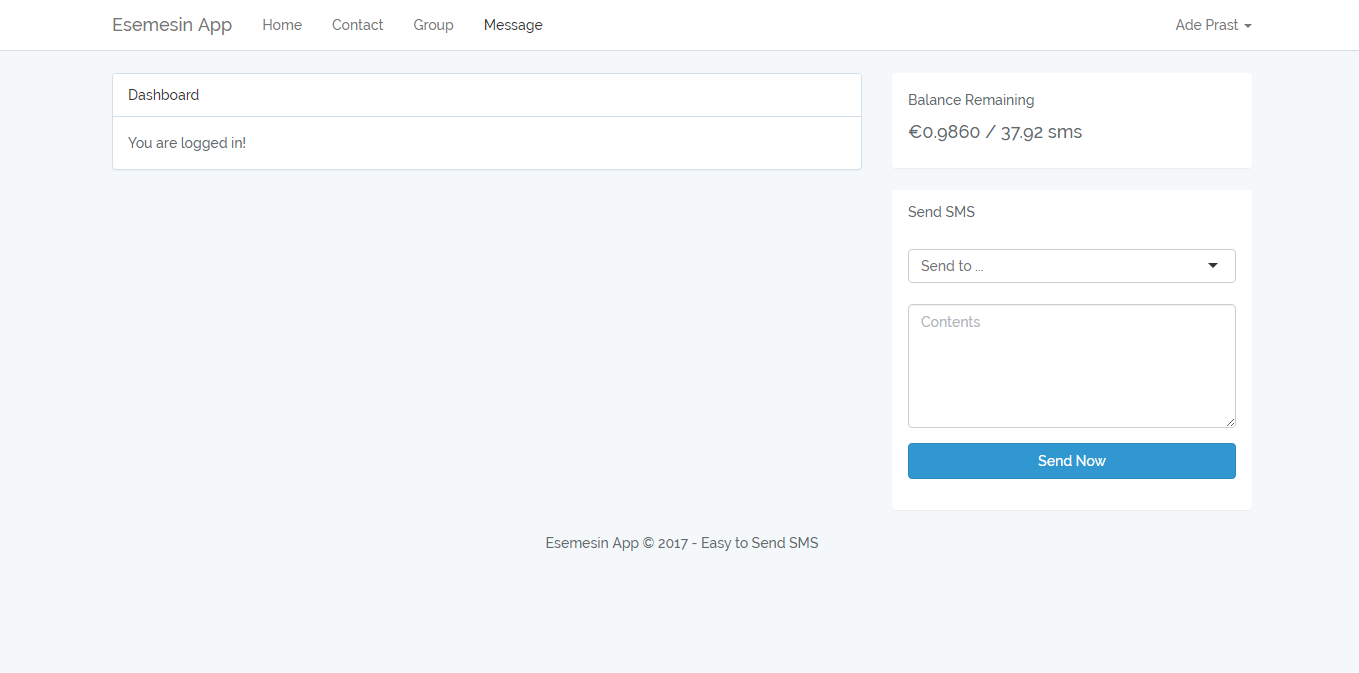 Esemesin App Home Contact Group Message Ade Prast
Dashboard
You are logged in!
Balance Remaining
€0.9860 / 37.92 sms
Send SMS
Send to ...
Contents
Send Now
Esemesin App © 2017 - Easy to Send SMS